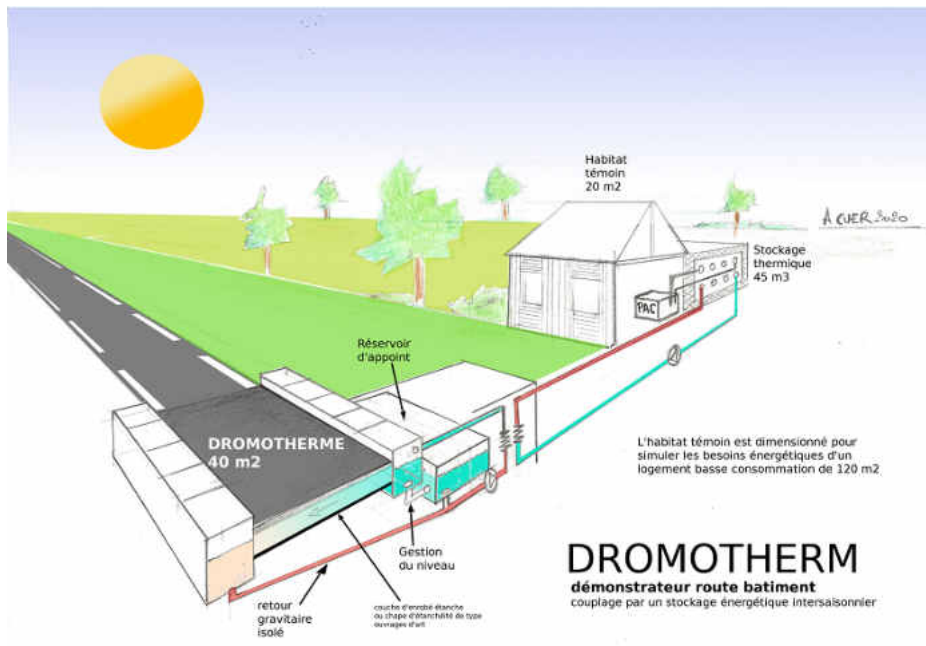 Habitat
témoin
20 m2
A CUER 2020
Stockage
thermique
45 m3
PAC
Réservoir
d'appoint
DROMOTHERME
40 m2
L'habitat témoin est dimensionné pour
simuler les besoins énergétiques d'un
logement basse consommation de 120 m2
Gestion
du niveau
retour
gravitaire
isolé
couche d'enrobé étanche
ou chape d'étanchéité de type
ouvrages d'art
DROMOTHERM
démonstrateur route batiment
couplage par un stockage énergétique intersaisonnier